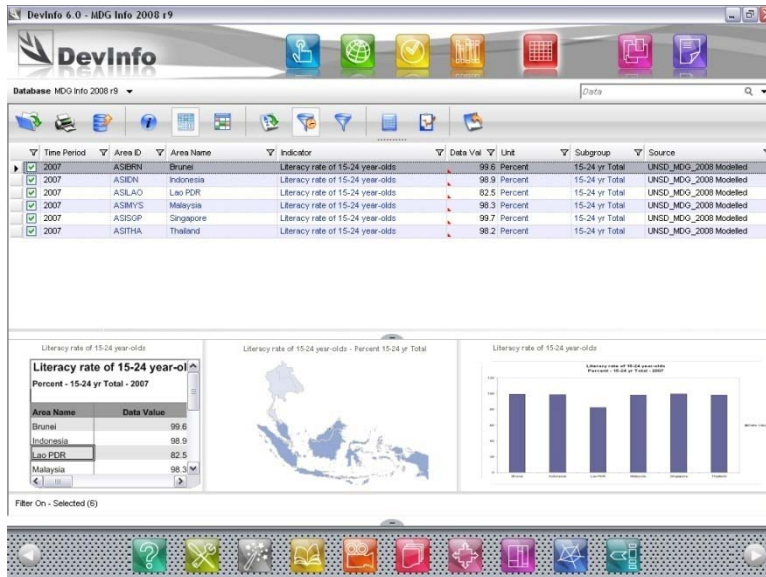 DevInfo 6.0 - MDG Info 2008 r9
DevInfo
Database MDG Info 2008 r9
Data
Time Period Area ID Area Name Indicator Data Val Unit Subgroup Source
2007 ASIBRN Brunei Literacy rate of 15-24 year-olds 99.6 Percent 15-24 yr Total UNSD_MDG_2008 Modelled
2007 ASIIDN Indonesia Literacy rate of 15-24 year-olds 98.9 Percent 15-24 yr Total UNSD_MDG_2008 Modelled
2007 ASILAO Lao PDR Literacy rate of 15-24 year-olds 82.5 Percent 15-24 yr Total UNSD_MDG_2008 Modelled
2007 ASIMYS Malaysia Literacy rate of 15-24 year-olds 98.3 Percent 15-24 yr Total UNSD_MDG_2008 Modelled
2007 ASISGP Singapore Literacy rate of 15-24 year-olds 99.7 Percent 15-24 yr Total UNSD_MDG_2008 Modelled
2007 ASITHA Thailand Literacy rate of 15-24 year-olds 98.2 Percent 15-24 yr Total UNSD_MDG_2008 Modelled
Literacy rate of 15-24 year-olds
Literacy rate of 15-24 year-ol
Percent - 15-24 yr Total - 2007
Area Name Data Value
Brunei 99.6
Indonesia 98.9
Lao PDR 82.5
Malaysia 98.3
Literacy rate of 15-24 year-olds - Percent 15-24 yr Total
Literacy rate of 15-24 year-olds
Literacy rate of 15-24 year-olds
Percent - 15-24 yr Total - 2007
Filter On - Selected (6)